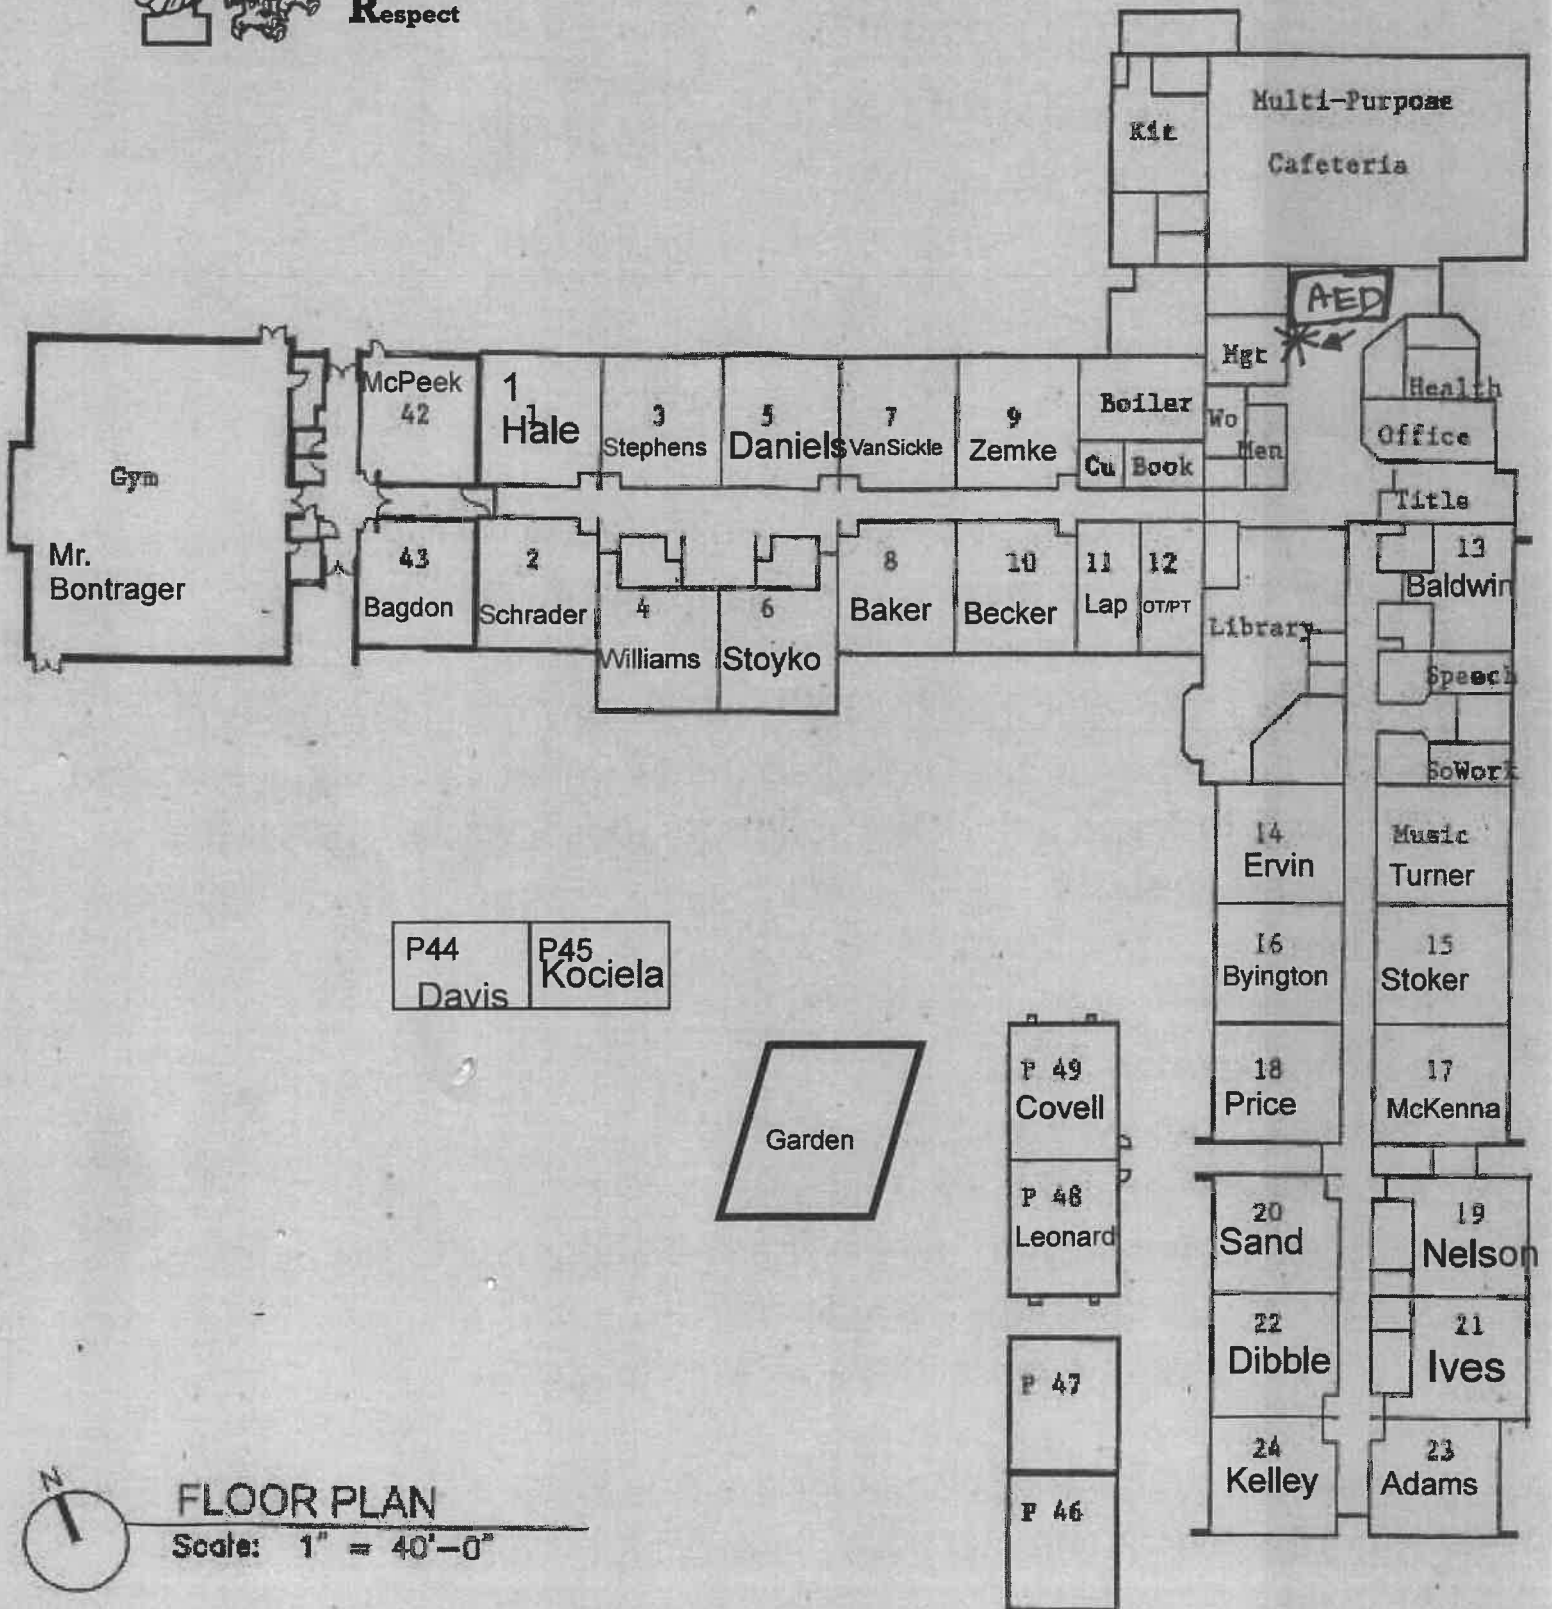 Respect
Multi-Purpose
Cafeteria
Kit
AED
Mgt
Health
Office
Title
Wo
Men
Boiler
Cu
Book
McPeek
42
1
1
Hale
3
Stephens
5
Daniels
7
VanSickle
9
Zemke
Gym
Mr.
Bontrager
43
Bagdon
2
Schrader
4
Williams
6
Stoyko
8
Baker
10
Becker
11
Lap
12
OT/PT
Library
13
Baldwin
Speech
SoWork
14
Ervin
Music
Turner
16
Byington
15
Stoker
18
Price
17
McKenna
P44
Davis
P45
Kociela
Garden
P 49
Covell
P 48
Leonard
P 47
P 46
20
Sand
19
Nelson
22
Dibble
21
Ives
24
Kelley
23
Adams
N
FLOOR PLAN
Scale: 1" = 40'-0"